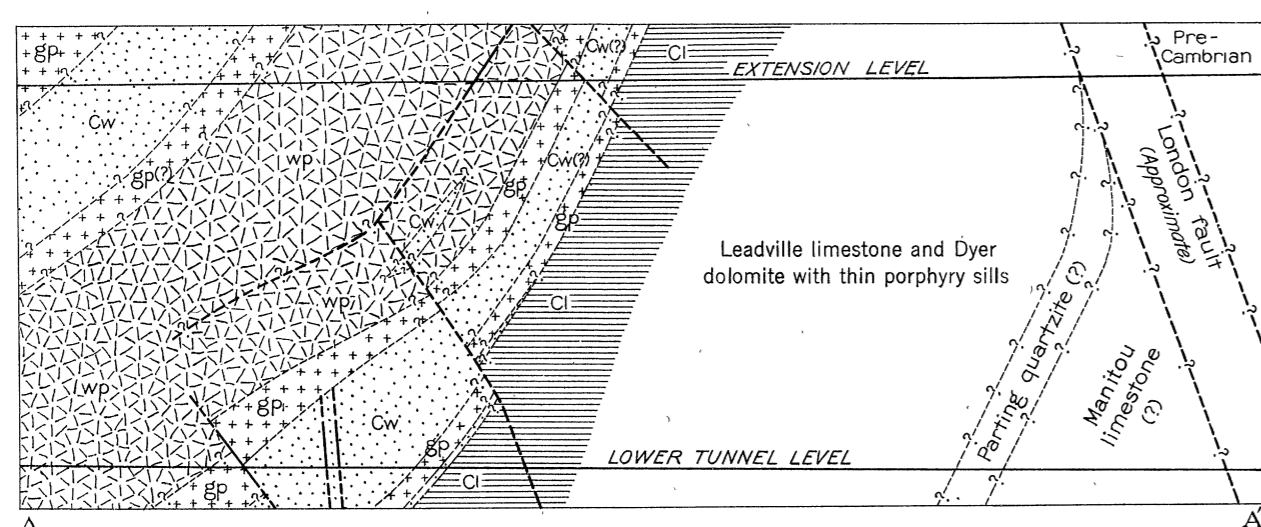 gp
Cw(?)
Cl
EXTENSION LEVEL
Pre-
Cambrian
Cw
gp(?)
wp
Cw
gp
Cw(?)
gp
London fault
(Approximate)
Leadville limestone and Dyer
dolomite with thin porphyry sills
wp
Cl
Parting quartzite (?)
Manitou
limestone
(?)
wp
gp
Cw
gp
LOWER TUNNEL LEVEL
gp
Cl
A
A'